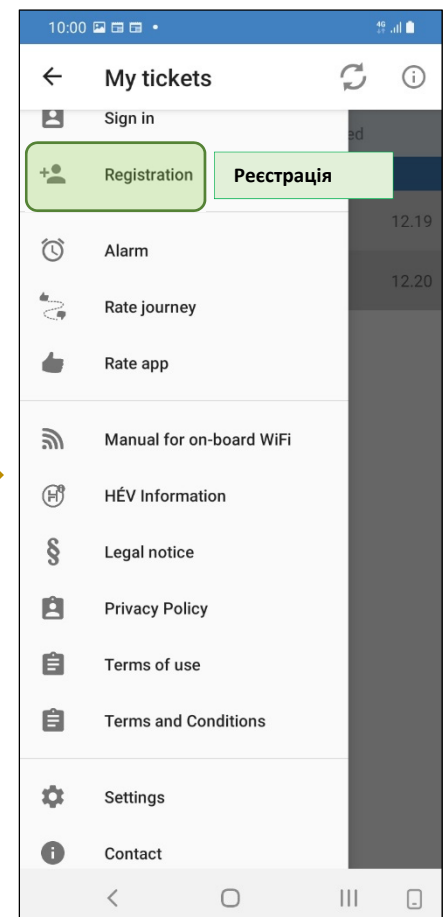 10:00
4G
My tickets
Sign in
ed
Registration
Реєстрація
12.19
Alarm
12.20
Rate journey
Rate app
Manual for on-board WiFi
HÉV Information
§ Legal notice
Privacy Policy
Terms of use
Terms and Conditions
Settings
Contact